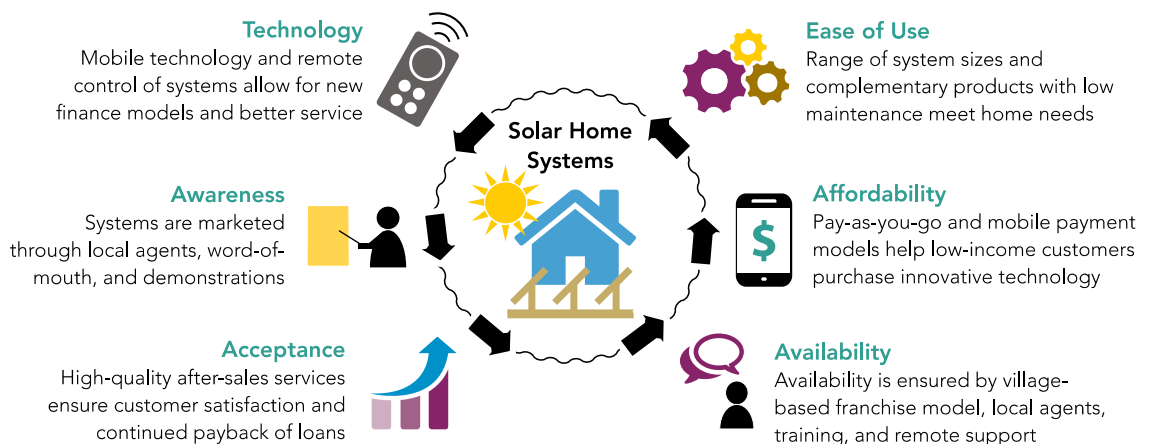 Technology
Mobile technology and remote
control of systems allow for new
finance models and better service
Awareness
Systems are marketed
through local agents, word-of-
mouth, and demonstrations
Acceptance
High-quality after-sales services
ensure customer satisfaction and
continued payback of loans
Solar Home
Systems
Ease of Use
Range of system sizes and
complementary products with low
maintenance meet home needs
Affordability
$
Pay-as-you-go and mobile payment
models help low-income customers
purchase innovative technology
Availability
Availability is ensured by village-
based franchise model, local agents,
training, and remote support